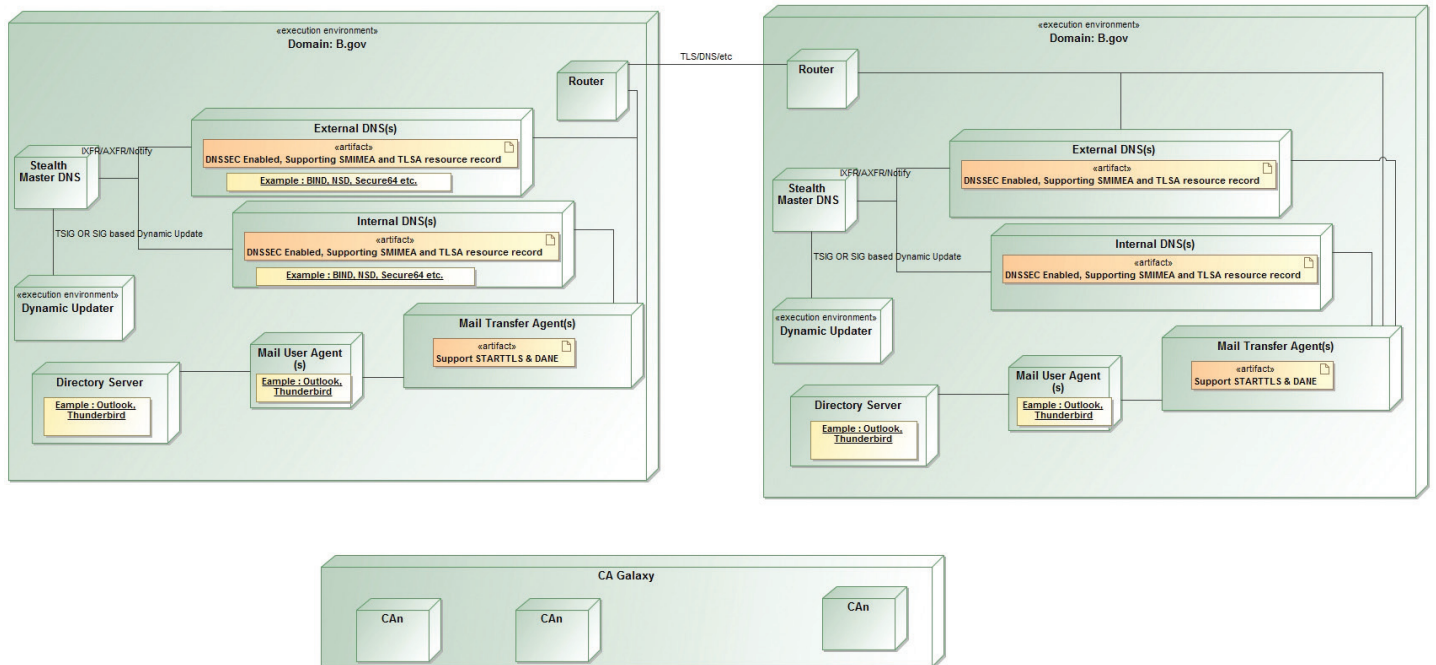 «execution environment»
Domain: B.gov
Router
External DNS(s)
«artifact»
DNSSEC Enabled, Supporting SMIMEA and TLSA resource record
Example : BIND, NSD, Secure64 etc.
IXFR/AXFR/Notify
Stealth
Master DNS
Internal DNS(s)
«artifact»
DNSSEC Enabled, Supporting SMIMEA and TLSA resource record
Example : BIND, NSD, Secure64 etc.
TSIG OR SIG based Dynamic Update
«execution environment»
Dynamic Updater
Mail Transfer Agent(s)
«artifact»
Support STARTTLS & DANE
Mail User Agent
(s)
Eample : Outlook,
Thunderbird
Directory Server
Eample : Outlook,
Thunderbird
TLS/DNS/etc
«execution environment»
Domain: B.gov
Router
External DNS(s)
«artifact»
DNSSEC Enabled, Supporting SMIMEA and TLSA resource record
IXFR/AXFR/Notify
Stealth
Master DNS
Internal DNS(s)
«artifact»
DNSSEC Enabled, Supporting SMIMEA and TLSA resource record
TSIG OR SIG based Dynamic Update
«execution environment»
Dynamic Updater
Mail Transfer Agent(s)
«artifact»
Support STARTTLS & DANE
Mail User Agent
(s)
Eample : Outlook,
Thunderbird
Directory Server
Eample : Outlook,
Thunderbird
CA Galaxy
CAn
CAn
CAn